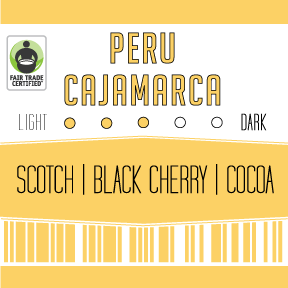 PERU
CAJAMARCA
FAIR TRADE
CERTIFIED
LIGHT DARK
SCOTCH | BLACK CHERRY | COCOA